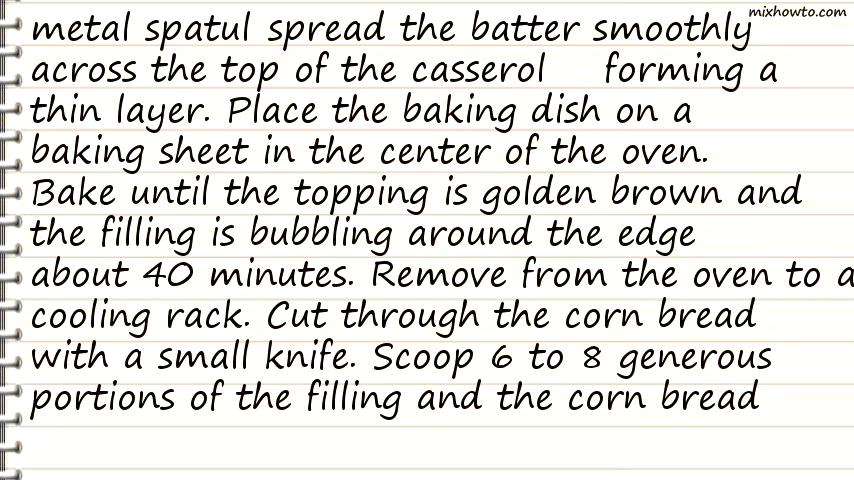 mixhowto.com
metal spatul spread the batter smoothly
across the top of the casserol forming a
thin layer. Place the baking dish on a
baking sheet in the center of the oven.
Bake until the topping is golden brown and
the filling is bubbling around the edge
about 40 minutes. Remove from the oven to a
cooling rack. Cut through the corn bread
with a small knife. Scoop 6 to 8 generous
portions of the filling and the corn bread